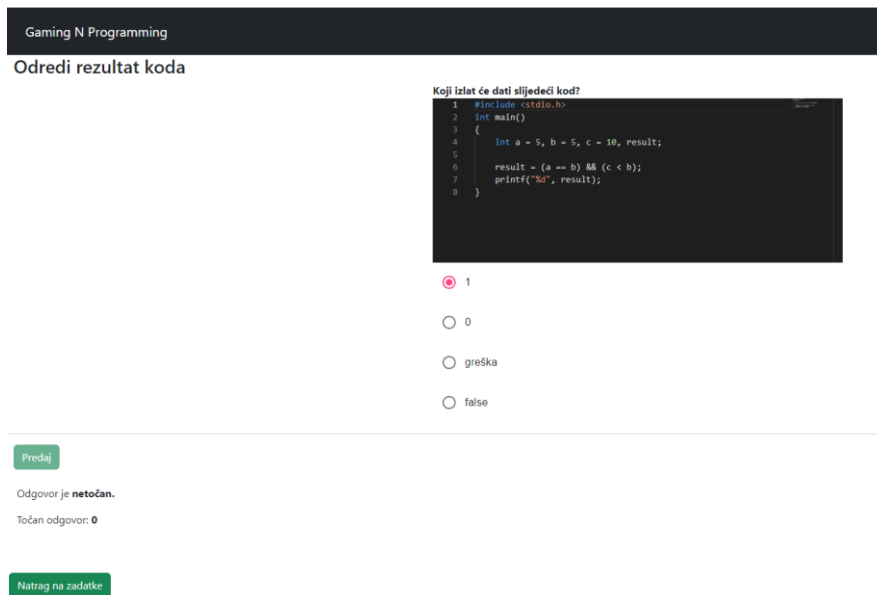 Gaming N Programming
Odredi rezultat koda
Koji izlat će dati slijedeći kod?
1 #include <stdio.h>
2 int main()
3 {
4 int a = 5, b = 5, c = 10, result;
5
6 result = (a == b) && (c < b);
7 printf("%d", result);
8 }
1
0
greška
false
Predaj
Odgovor je netočan.
Točan odgovor: 0
Natrag na zadatke